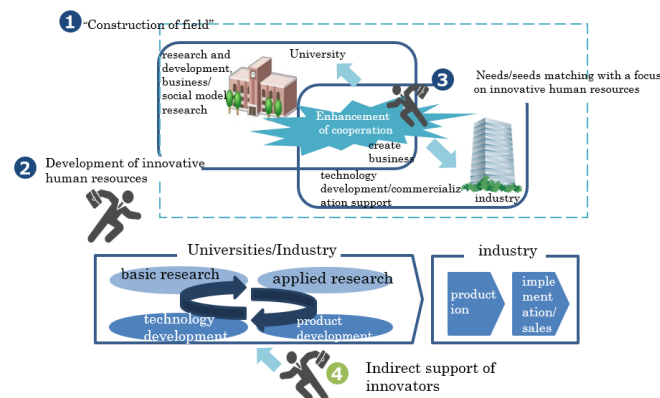 1 "Construction of field"
research and
development,
business/
social model
research
University
3 Needs/seeds matching with a focus
on innovative human resources
Enhancement
of cooperation
create
business
technology
development/commercializ
ation support
industry
2 Development of innovative
human resources
Universities/Industry
basic research
applied research
technology
development
product
development
industry
product
ion
imple
ment
ation/
sales
4 Indirect support of
innovators